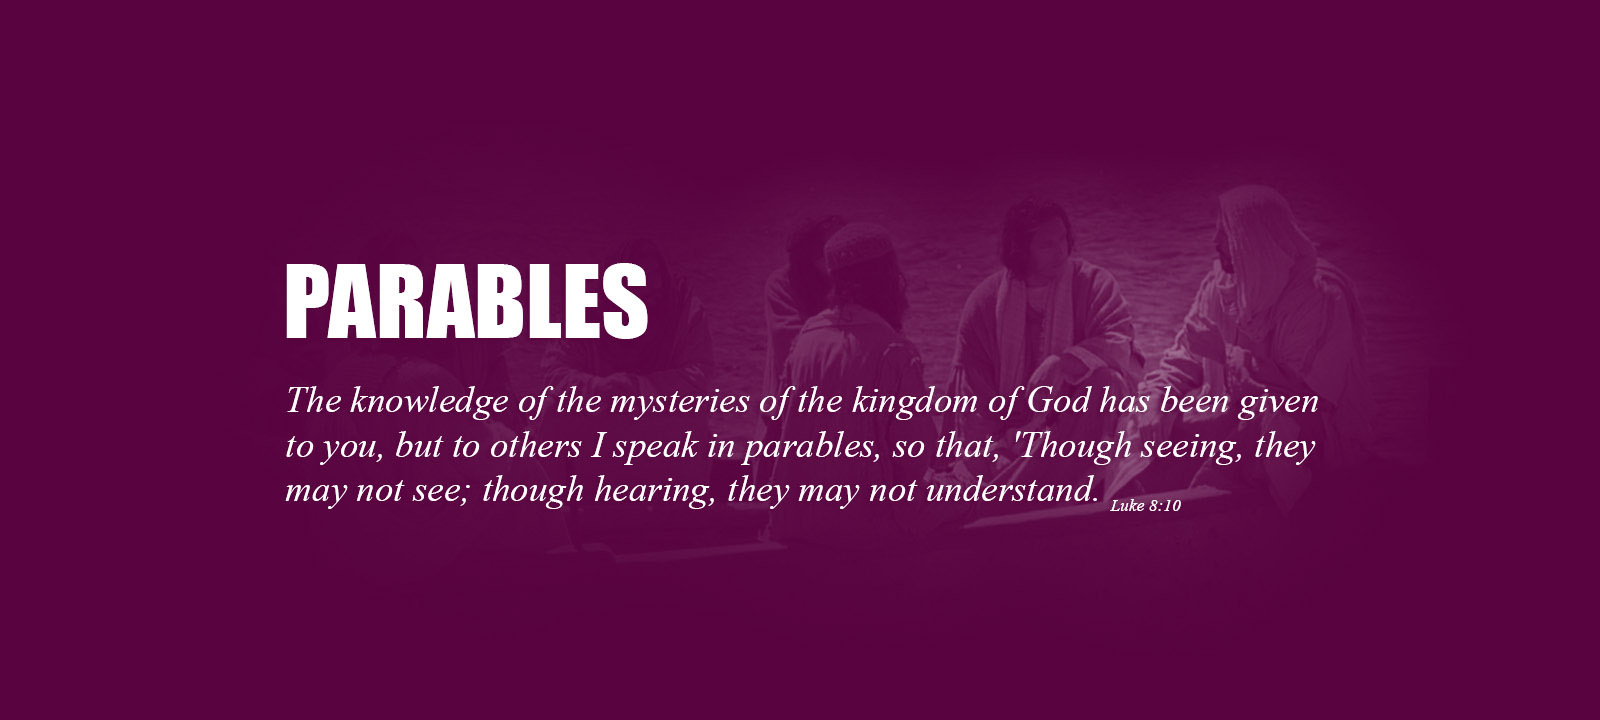 PARABLES
The knowledge of the mysteries of the kingdom of God has been given
to you, but to others I speak in parables, so that, 'Though seeing, they
may not see; though hearing, they may not understand.
Luke 8:10